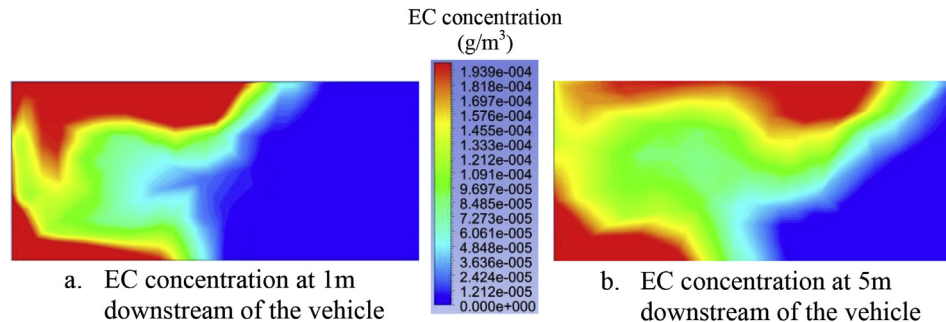 EC concentration
(g/m³)
1.939e-004
1.818e-004
1.697e-004
1.576e-004
1.455e-004
1.333e-004
1.212e-004
1.091e-004
9.697e-005
8.485e-005
7.273e-005
6.061e-005
4.848e-005
3.636e-005
2.424e-005
1.212e-005
0.000e+000
a. EC concentration at 1m
downstream of the vehicle
b. EC concentration at 5m
downstream of the vehicle